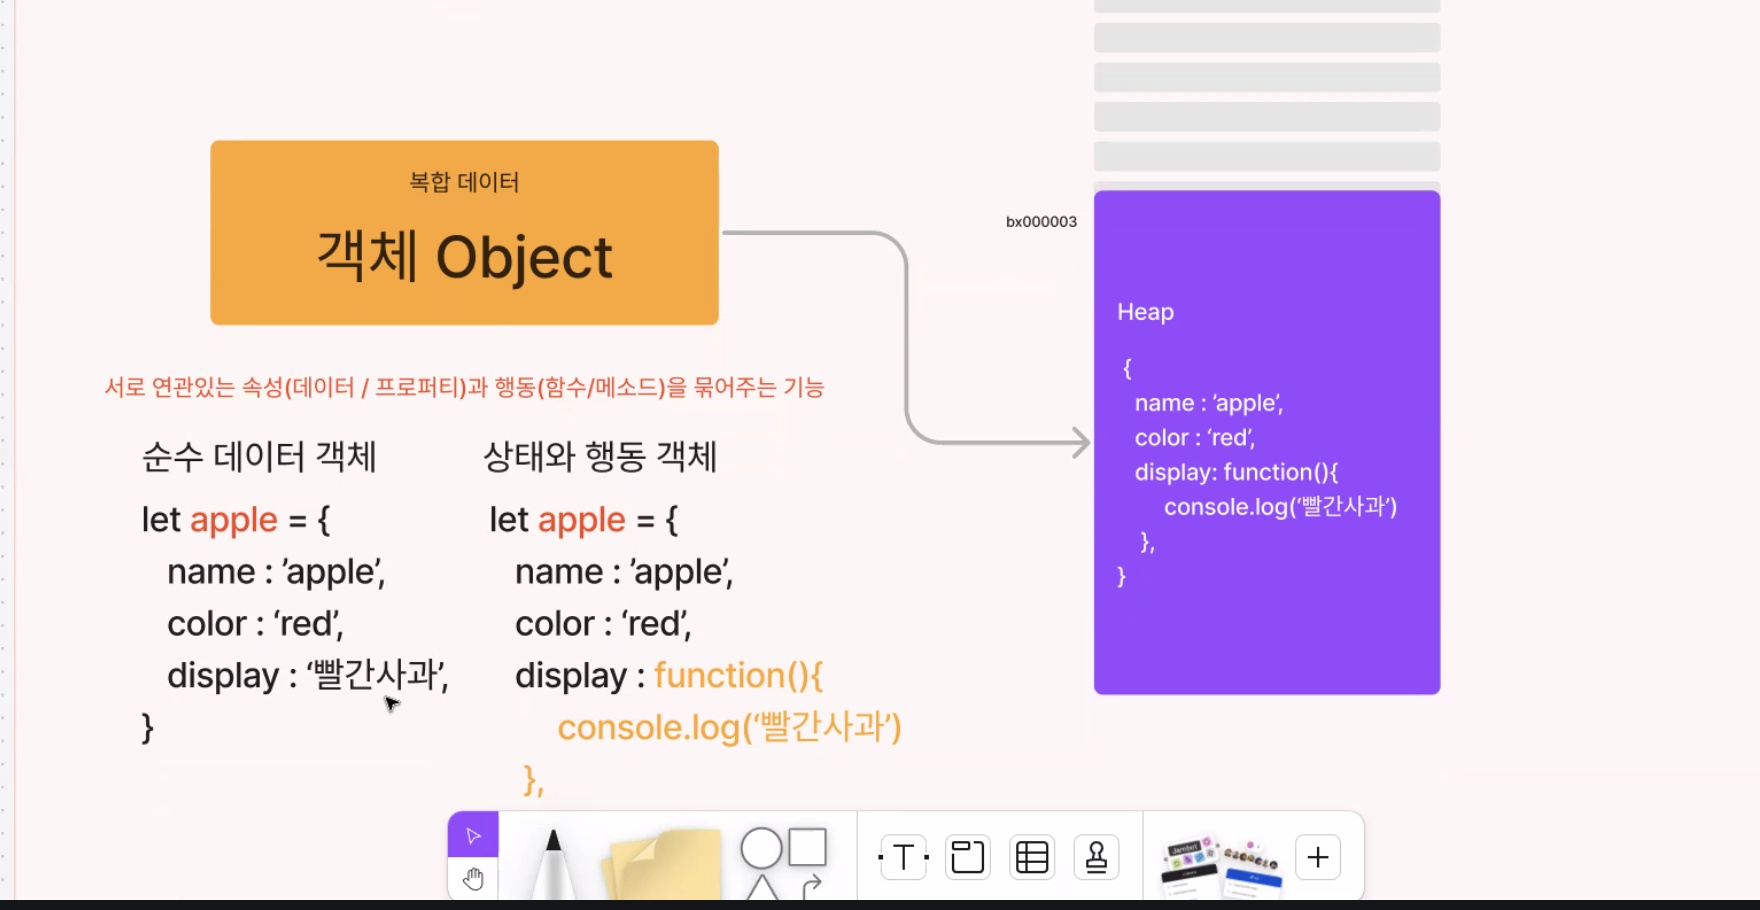 복합 데이터
객체 Object
bx000003
Heap
{
name : ’apple’,
color : ‘red’,
display: function(){
console.log(‘빨간사과’)
},
}
서로 연관있는 속성(데이터 / 프로퍼티)과 행동(함수/메소드)을 묶어주는 기능
순수 데이터 객체
let apple = {
name : ’apple’,
color : ‘red’,
display : ‘빨간사과’,
}
상태와 행동 객체
let apple = {
name : ’apple’,
color : ‘red’,
display : function(){
console.log(‘빨간사과’)
},
T
Jambot